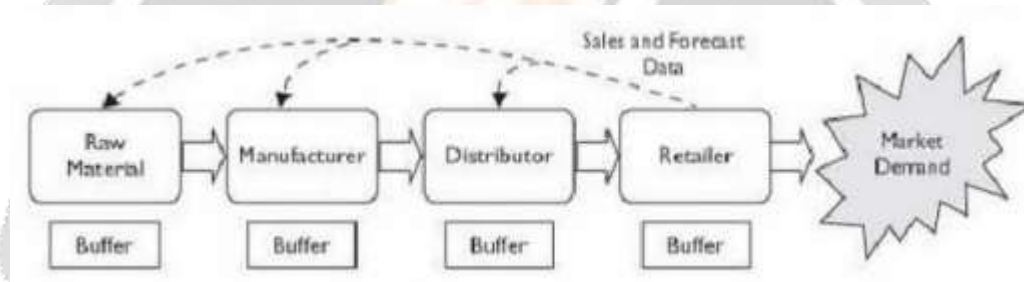 Sales and Forecast
Data
Raw
Material
Manufacturer
Distributor
Retailer
Market
Demand
Buffer
Buffer
Buffer
Buffer